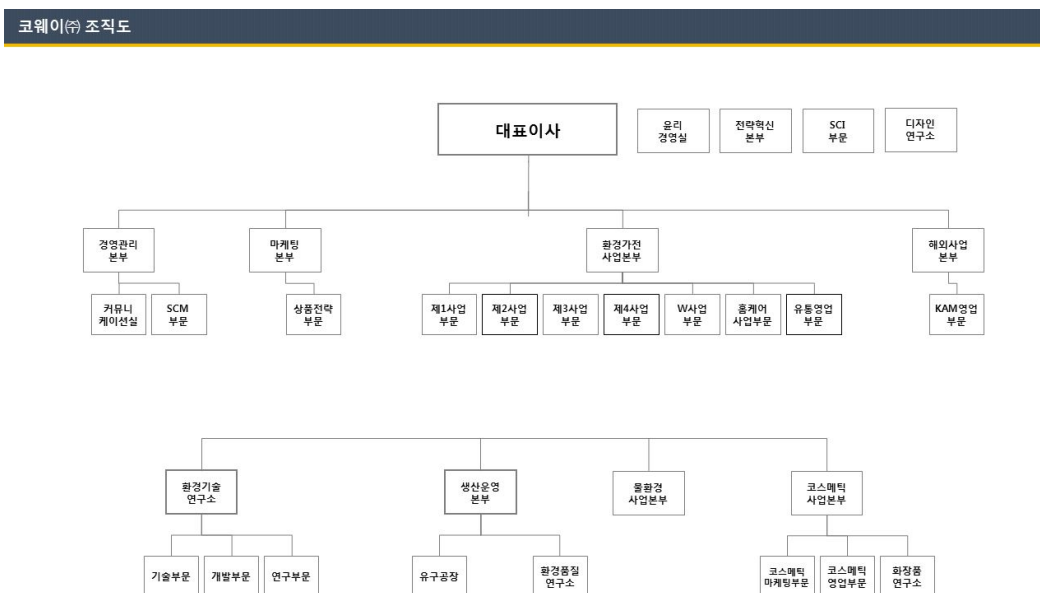 코웨이㈜ 조직도
대표이사
윤리
경영실
전략혁신
본부
SCI
부문
디자인
연구소
경영관리
본부
마케팅
본부
환경가전
사업본부
해외사업
본부
커뮤니
케이션실
SCM
부문
상품전략
부문
제1사업
부문
제2사업
부문
제3사업
부문
제4사업
부문
W사업
부문
홈케어
사업부문
유통영업
부문
KAM영업
부문
환경기술
연구소
생산운영
본부
물환경
사업본부
코스메틱
사업본부
기술부문
개발부문
연구부문
유구공장
환경품질
연구소
코스메틱
마케팅부문
코스메틱
영업부문
화장품
연구소